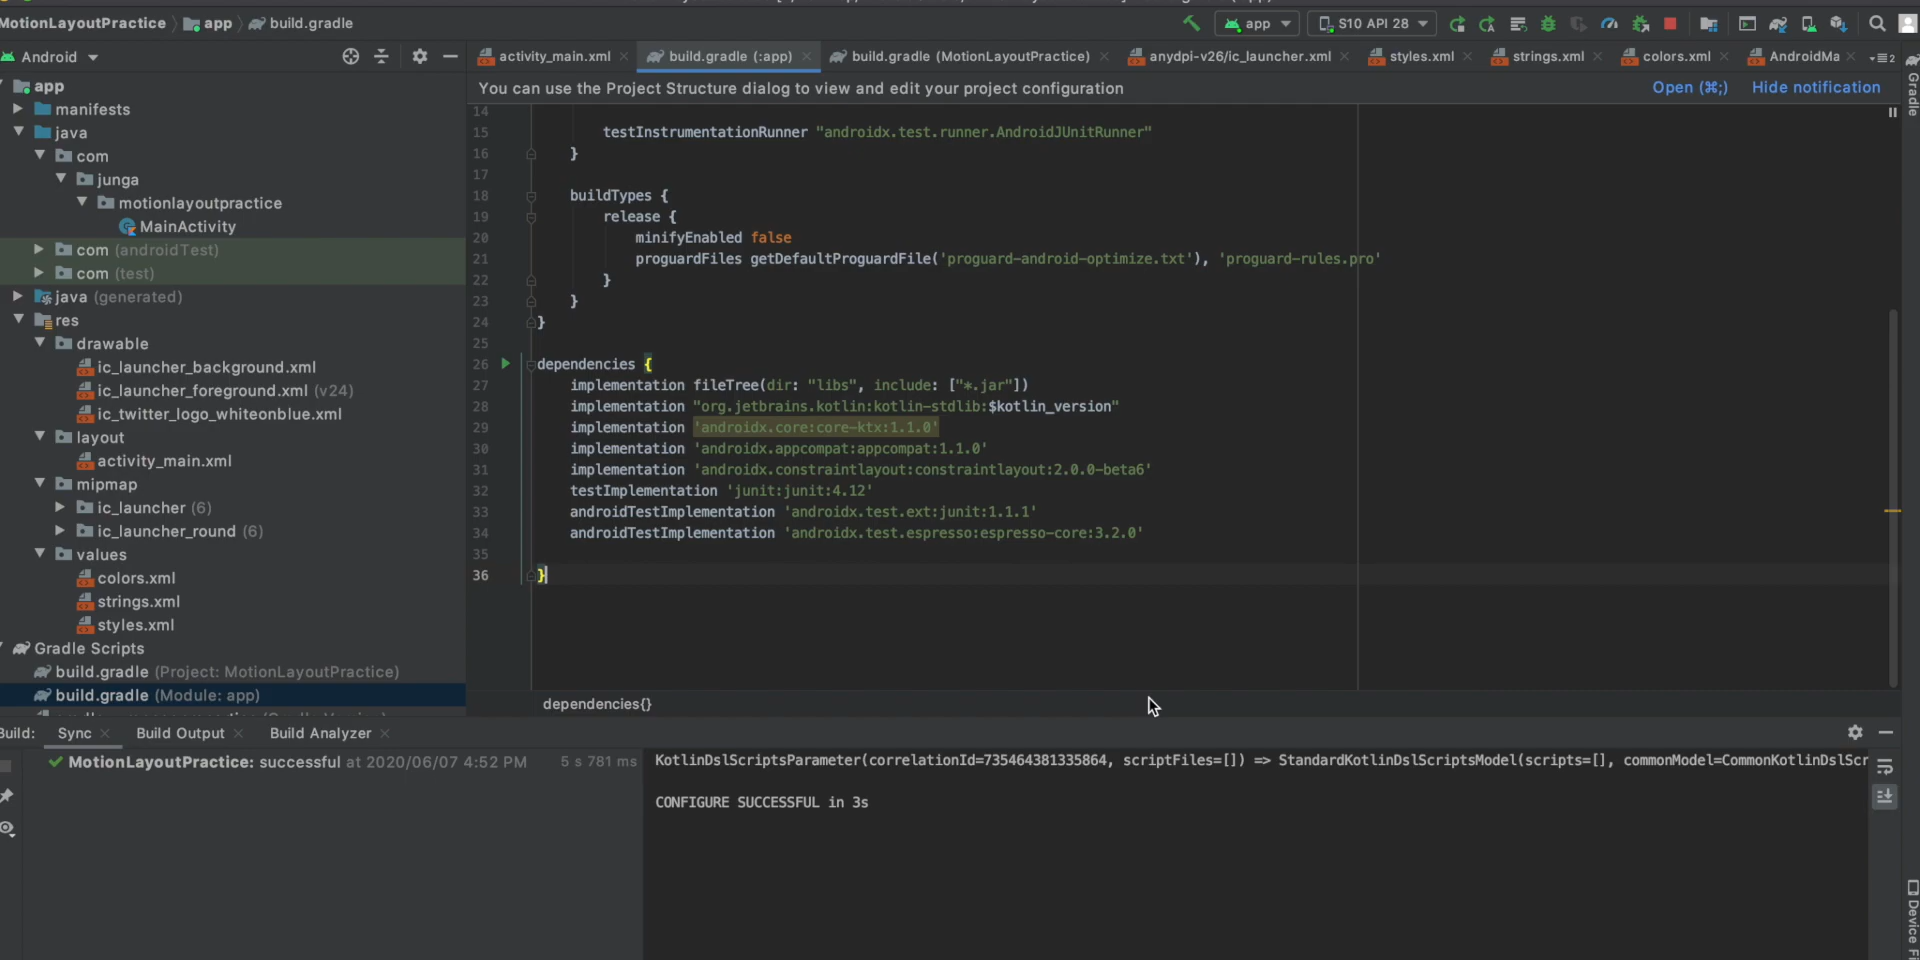 MotionLayoutPractice
app
build.gradle
app
S10 API 28
Android
activity_main.xml
build.gradle (:app)
build.gradle (MotionLayoutPractice)
anydpi-v26/ic_launcher.xml
styles.xml
strings.xml
colors.xml
AndroidMa
You can use the Project Structure dialog to view and edit your project configuration
Open (⌘;)
Hide notification
Gradle
app
manifests
java
com
junga
motionlayoutpractice
MainActivity
com (androidTest)
com (test)
java (generated)
res
drawable
ic_launcher_background.xml
ic_launcher_foreground.xml (v24)
ic_twitter_logo_whiteonblue.xml
layout
activity_main.xml
mipmap
ic_launcher (6)
ic_launcher_round (6)
values
colors.xml
strings.xml
styles.xml
Gradle Scripts
build.gradle (Project: MotionLayoutPractice)
build.gradle (Module: app)
14
15 testInstrumentationRunner "androidx.test.runner.AndroidJUnitRunner"
16 }
17
18 buildTypes {
19 release {
20 minifyEnabled false
21 proguardFiles getDefaultProguardFile('proguard-android-optimize.txt'), 'proguard-rules.pro'
22 }
23 }
24 }
25
26 dependencies {
27 implementation fileTree(dir: "libs", include: ["*.jar"])
28 implementation "org.jetbrains.kotlin:kotlin-stdlib:$kotlin_version"
29 implementation 'androidx.core:core-ktx:1.1.0'
30 implementation 'androidx.appcompat:appcompat:1.1.0'
31 implementation 'androidx.constraintlayout:constraintlayout:2.0.0-beta6'
32 testImplementation 'junit:junit:4.12'
33 androidTestImplementation 'androidx.test.ext:junit:1.1.1'
34 androidTestImplementation 'androidx.test.espresso:espresso-core:3.2.0'
35
36 }
dependencies{}
Build:
Sync
Build Output
Build Analyzer
MotionLayoutPractice: successful at 2020/06/07 4:52 PM
5 s 781 ms
KotlinDslScriptsParameter(correlationId=735464381335864, scriptFiles=[]) => StandardKotlinDslScriptsModel(scripts=[], commonModel=CommonKotlinDslScr
CONFIGURE SUCCESSFUL in 3s
Device Fi